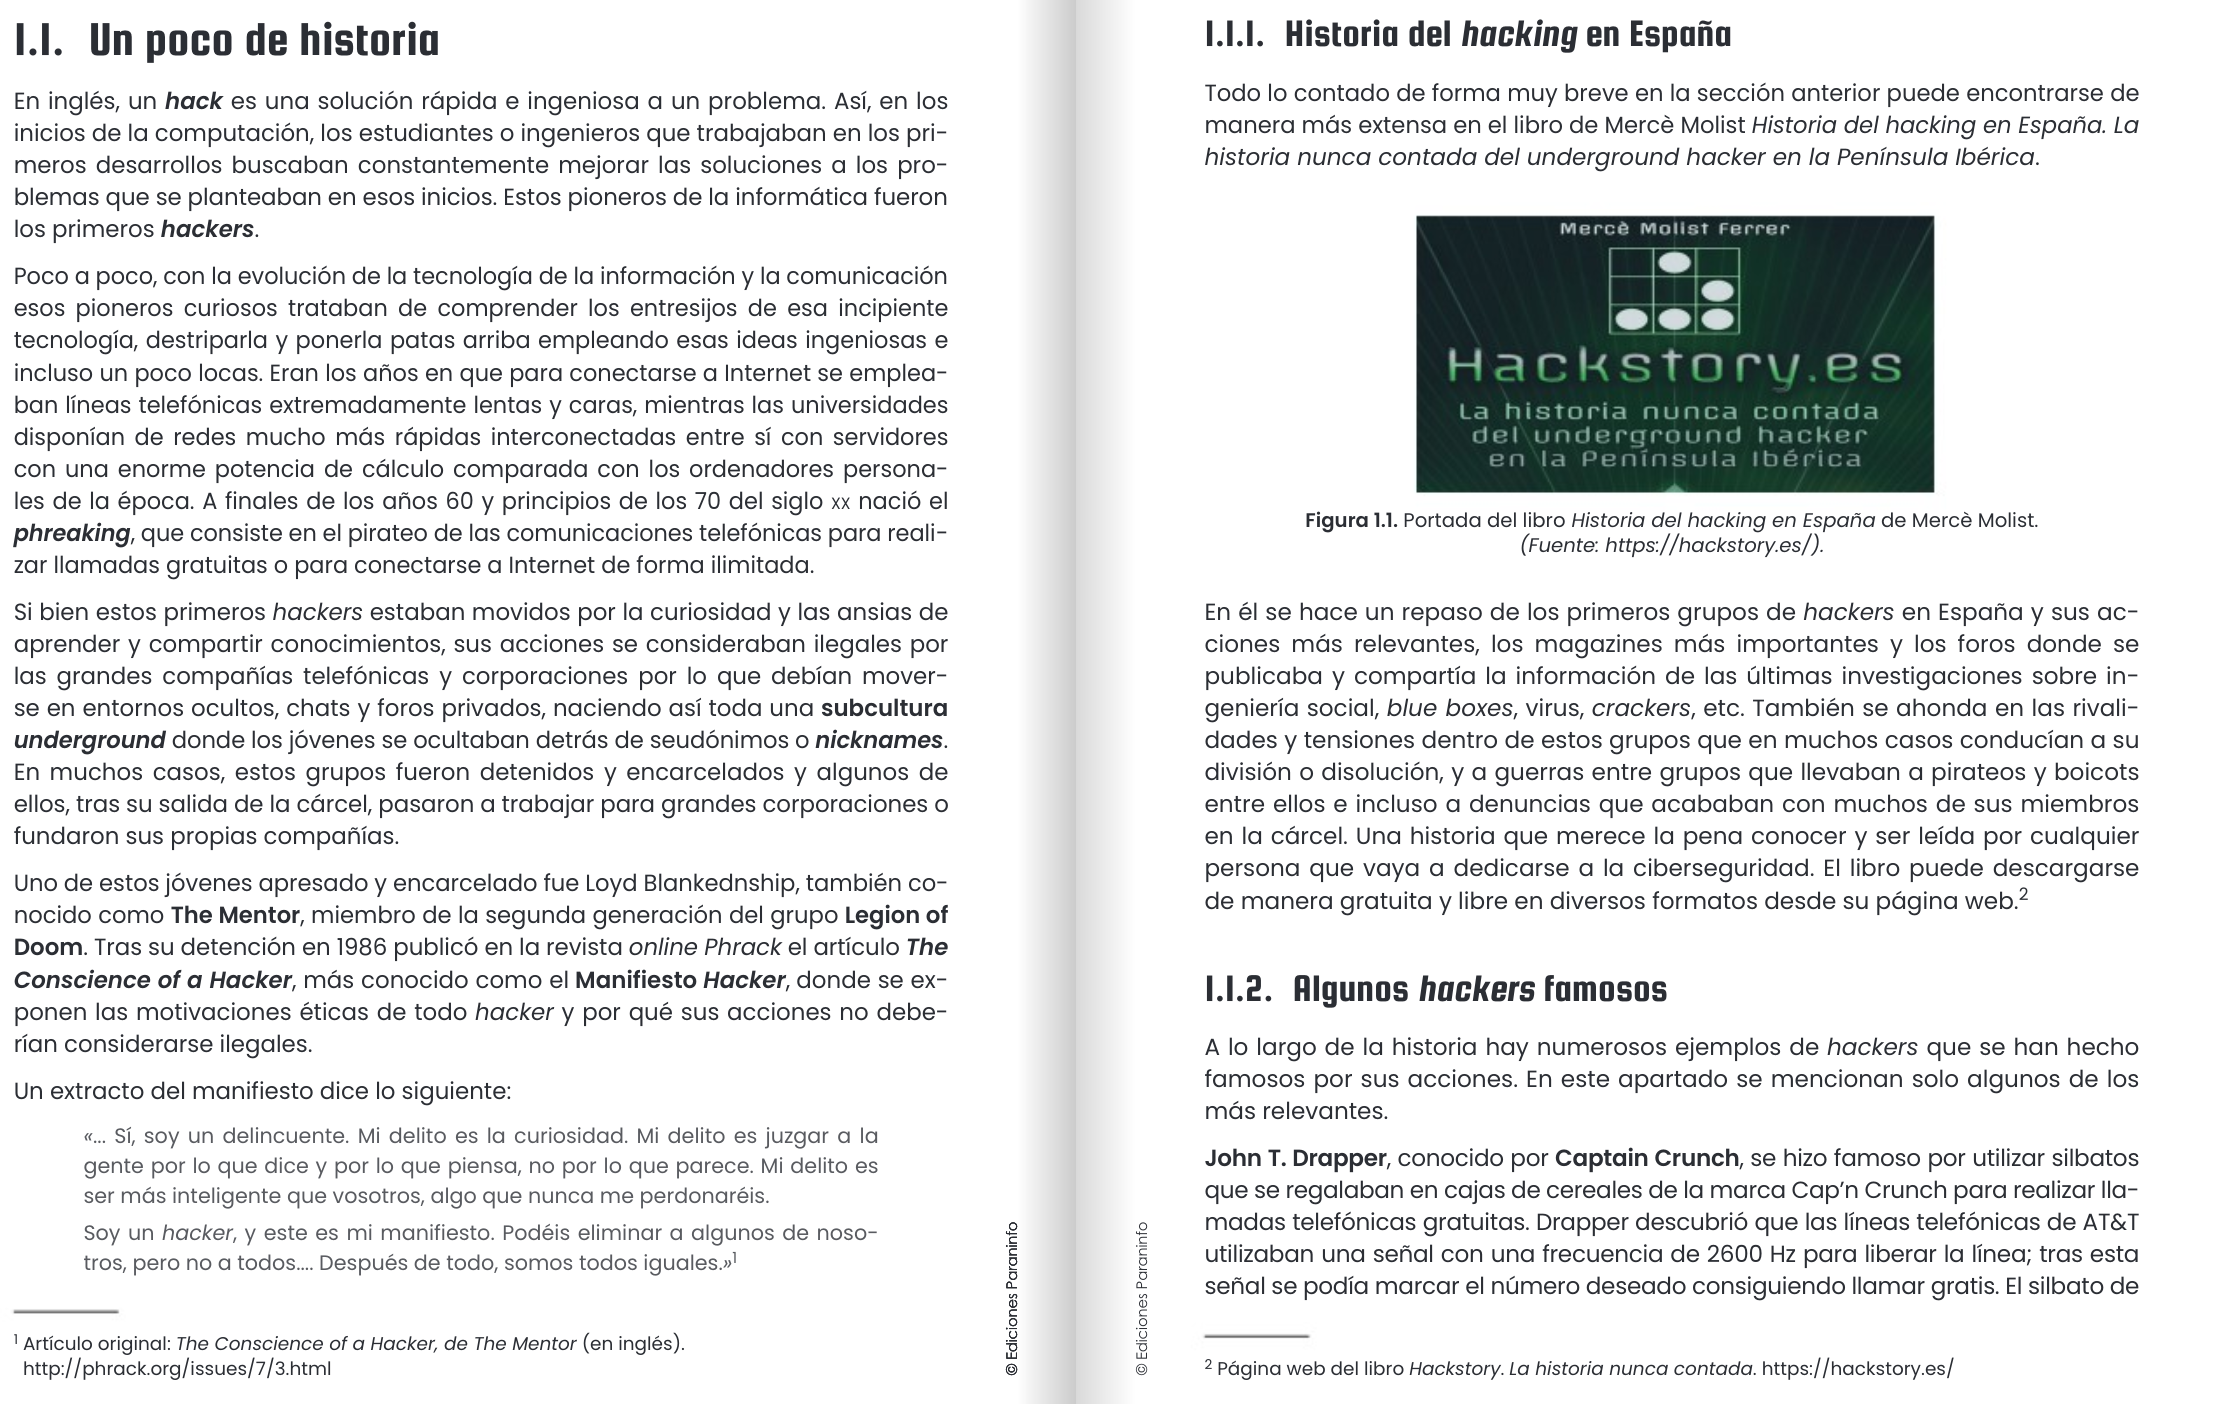 1.1. Un poco de historia
En inglés, un hack es una solución rápida e ingeniosa a un problema. Así, en los
inicios de la computación, los estudiantes o ingenieros que trabajaban en los pri-
meros desarrollos buscaban constantemente mejorar las soluciones a los pro-
blemas que se planteaban en esos inicios. Estos pioneros de la informática fueron
los primeros hackers.
Poco a poco, con la evolución de la tecnología de la información y la comunicación
esos pioneros curiosos trataban de comprender los entresijos de esa incipiente
tecnología, destriparla y ponerla patas arriba empleando esas ideas ingeniosas e
incluso un poco locas. Eran los años en que para conectarse a Internet se emplea-
ban líneas telefónicas extremadamente lentas y caras, mientras las universidades
disponían de redes mucho más rápidas interconectadas entre sí con servidores
con una enorme potencia de cálculo comparada con los ordenadores persona-
les de la época. A finales de los años 60 y principios de los 70 del siglo xx nació el
phreaking, que consiste en el pirateo de las comunicaciones telefónicas para reali-
zar llamadas gratuitas o para conectarse a Internet de forma ilimitada.
Si bien estos primeros hackers estaban movidos por la curiosidad y las ansias de
aprender y compartir conocimientos, sus acciones se consideraban ilegales por
las grandes compañías telefónicas y corporaciones por lo que debían mover-
se en entornos ocultos, chats y foros privados, naciendo así toda una subcultura
underground donde los jóvenes se ocultaban detrás de seudónimos o nicknames.
En muchos casos, estos grupos fueron detenidos y encarcelados y algunos de
ellos, tras su salida de la cárcel, pasaron a trabajar para grandes corporaciones o
fundaron sus propias compañías.
Uno de estos jóvenes apresado y encarcelado fue Loyd Blankednship, también co-
nocido como The Mentor, miembro de la segunda generación del grupo Legion of
Doom. Tras su detención en 1986 publicó en la revista online Phrack el artículo The
Conscience of a Hacker, más conocido como el Manifiesto Hacker, donde se ex-
ponen las motivaciones éticas de todo hacker y por qué sus acciones no debe-
rían considerarse ilegales.
Un extracto del manifiesto dice lo siguiente:
«... Sí, soy un delincuente. Mi delito es la curiosidad. Mi delito es juzgar a la
gente por lo que dice y por lo que piensa, no por lo que parece. Mi delito es
ser más inteligente que vosotros, algo que nunca me perdonaréis.
Soy un hacker, y este es mi manifiesto. Podéis eliminar a algunos de noso-
tros, pero no a todos.... Después de todo, somos todos iguales.»1
1 Artículo original: The Conscience of a Hacker, de The Mentor (en inglés).
http://phrack.org/issues/7/3.html
© Ediciones Paraninfo
1.1.1. Historia del hacking en España
Todo lo contado de forma muy breve en la sección anterior puede encontrarse de
manera más extensa en el libro de Mercè Molist Historia del hacking en España. La
historia nunca contada del underground hacker en la Península Ibérica.
Mercè Molist Ferrer
Hackstory.es
La historia nunca contada
del underground hacker
en la Península Ibérica
Figura 1.1. Portada del libro Historia del hacking en España de Mercè Molist.
(Fuente: https://hackstory.es/).
En él se hace un repaso de los primeros grupos de hackers en España y sus ac-
ciones más relevantes, los magazines más importantes y los foros donde se
publicaba y compartía la información de las últimas investigaciones sobre in-
geniería social, blue boxes, virus, crackers, etc. También se ahonda en las rivali-
dades y tensiones dentro de estos grupos que en muchos casos conducían a su
división o disolución, y a guerras entre grupos que llevaban a pirateos y boicots
entre ellos e incluso a denuncias que acababan con muchos de sus miembros
en la cárcel. Una historia que merece la pena conocer y ser leída por cualquier
persona que vaya a dedicarse a la ciberseguridad. El libro puede descargarse
de manera gratuita y libre en diversos formatos desde su página web.2
1.1.2. Algunos hackers famosos
A lo largo de la historia hay numerosos ejemplos de hackers que se han hecho
famosos por sus acciones. En este apartado se mencionan solo algunos de los
más relevantes.
John T. Drapper, conocido por Captain Crunch, se hizo famoso por utilizar silbatos
que se regalaban en cajas de cereales de la marca Cap’n Crunch para realizar lla-
madas telefónicas gratuitas. Drapper descubrió que las líneas telefónicas de AT&T
utilizaban una señal con una frecuencia de 2600 Hz para liberar la línea; tras esta
señal se podía marcar el número deseado consiguiendo llamar gratis. El silbato de
2 Página web del libro Hackstory. La historia nunca contada. https://hackstory.es/
© Ediciones Paraninfo